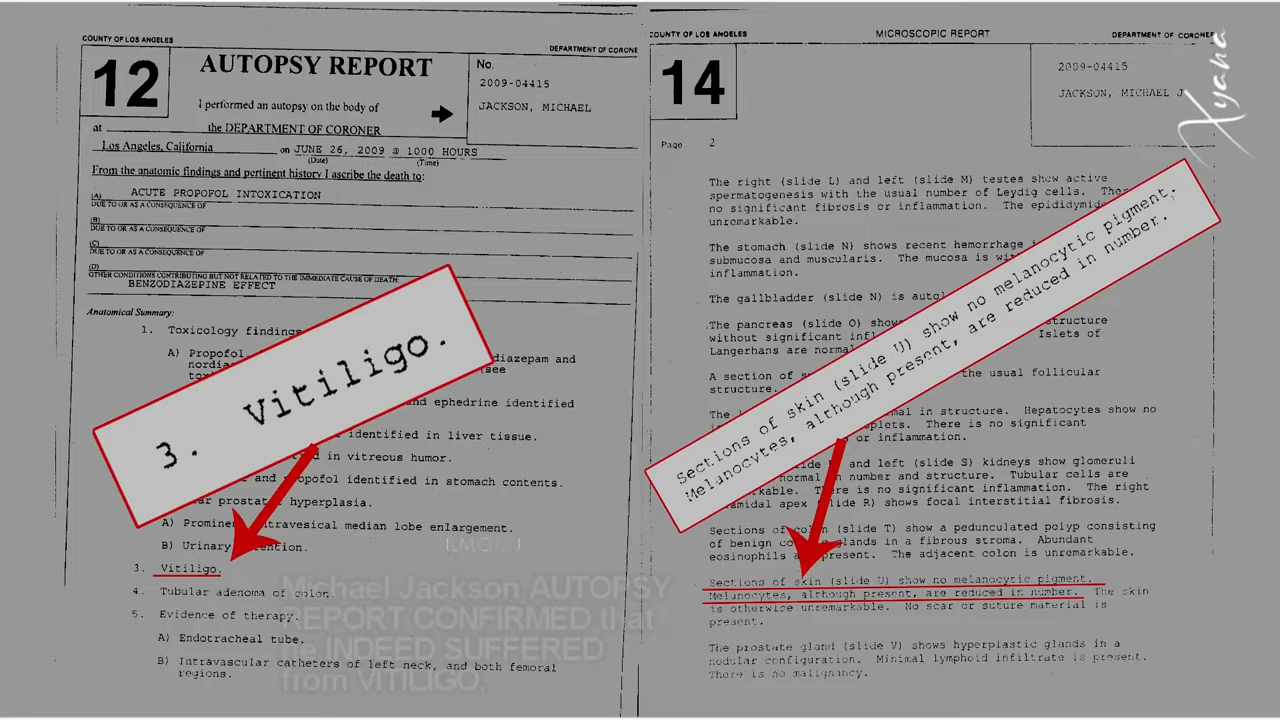 COUNTY OF LOS ANGELES
DEPARTMENT OF CORONE
12
AUTOPSY REPORT
I performed an autopsy on the body of
No.
2009-04415
JACKSON, MICHAEL
at the DEPARTMENT OF CORONER
Los Angeles, California on JUNE 26, 2009 @ 1000 HOURS
(Date) (Time)
From the anatomic findings and pertinent history I ascribe the death to:
(A) ACUTE PROPOFOL INTOXICATION
DUE TO OR AS A CONSEQUENCE OF
(B)
DUE TO OR AS A CONSEQUENCE OF
(C)
DUE TO OR AS A CONSEQUENCE OF
(D)
OTHER CONDITIONS CONTRIBUTING BUT NOT RELATED TO THE IMMEDIATE CAUSE OF DEATH:
BENZODIAZEPINE EFFECT
Anatomical Summary:
1. Toxicology findings
A) Propofol, diazepam and
(see
and ephedrine identified
identified in liver tissue.
in vitreous humor.
and propofol identified in stomach contents.
prostatic hyperplasia.
A) Prominent intravesical median lobe enlargement.
B) Urinary retention.
3. Vitiligo.
4. Tubular adenoma of colon.
5. Evidence of therapy.
A) Endotracheal tube.
B) Intravascular catheters of left neck, and both femoral
regions.
3. Vitiligo.
ILMJ
Michael Jackson AUTOPSY
REPORT CONFIRMED that
he INDEED SUFFERED
from VITILIGO.
COUNTY OF LOS ANGELES
MICROSCOPIC REPORT
DEPARTMENT OF CORONER
14
2009-04415
JACKSON, MICHAEL J
Xyana
Page 2
The right (slide L) and left (slide M) testes show active
spermatogenesis with the usual number of Leydig cells.
no significant fibrosis or inflammation. The epididymide
unremarkable.
The stomach (slide N) shows recent hemorrhage
submucosa and muscularis. The mucosa is
inflammation.
The gallbladder (slide N) is
The pancreas (slide O) structure
without significant Islets of
Langerhans are
A section of the usual follicular
structure.
in structure. Hepatocytes show no
There is no significant
or inflammation.
and left (slide S) kidneys show glomeruli
in number and structure. Tubular cells are
There is no significant inflammation. The right
apex (slide R) shows focal interstitial fibrosis.
Sections of colon (slide T) show a pedunculated polyp consisting
of benign glands in a fibrous stroma. Abundant
eosinophils are present. The adjacent colon is unremarkable.
Sections of skin (slide U) show no melanocytic pigment.
Melanocytes, although present, are reduced in number. The skin
is otherwise unremarkable. No scar or suture material is
present.
The prostate gland (slide V) shows hyperplastic glands in a
nodular configuration. Minimal lymphoid infiltrate is present.
There is no malignancy.
Sections of skin (slide U) show no melanocytic pigment.
Melanocytes, although present, are reduced in number.